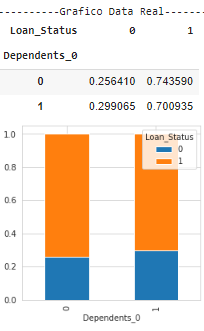 -----------Grafico Data Real------
Loan_Status 0 1
Dependents_0
0 0.256410 0.743590
1 0.299065 0.700935
Loan_Status
0
1
1.0
0.8
0.6
0.4
0.2
0.0
0 1
Dependents_0